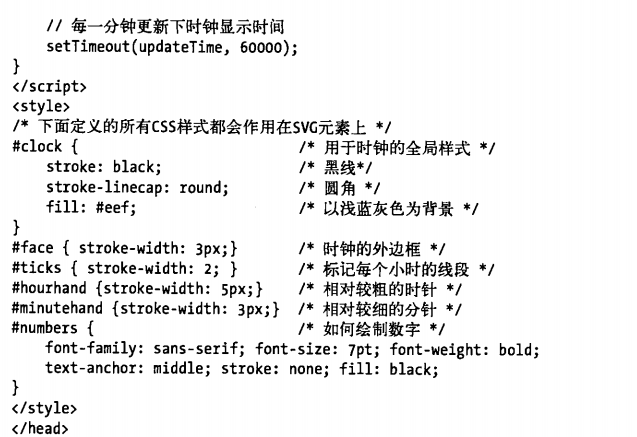 // 每一分钟更新下时钟显示时间
    setTimeout(updateTime, 60000);
}
</script>
<style>
/* 下面定义的所有CSS样式都会作用在SVG元素上 */
#clock {                          /* 用于时钟的全局样式 */
    stroke: black;                /* 黑线*/
    stroke-linecap: round;        /* 圆角 */
    fill: #eef;                   /* 以浅蓝灰色为背景 */
}
#face { stroke-width: 3px;}       /* 时钟的外边框 */
#ticks { stroke-width: 2; }       /* 标记每个小时的线段 */
#hourhand {stroke-width: 5px;}    /* 相对较粗的时针 */
#minutehand {stroke-width: 3px;}  /* 相对较细的分针 */
#numbers {                        /* 如何绘制数字 */
    font-family: sans-serif; font-size: 7pt; font-weight: bold;
    text-anchor: middle; stroke: none; fill: black;
}
</style>
</head>